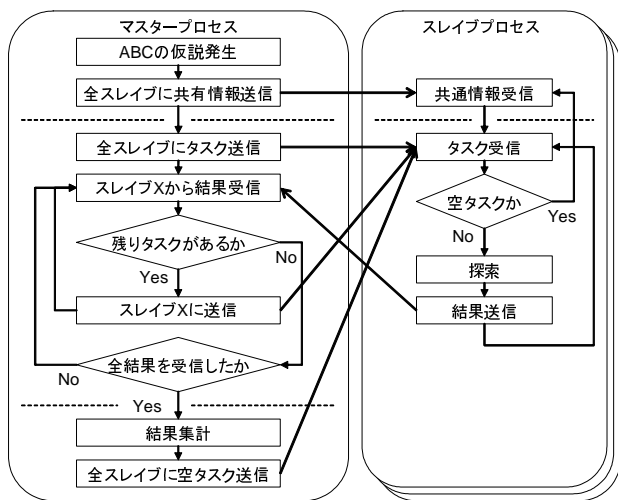 マスタープロセス
ABCの仮説発生
全スレイブに共有情報送信
全スレイブにタスク送信
スレイブXから結果受信
残りタスクがあるか
No
Yes
スレイブXに送信
全結果を受信したか
No
Yes
結果集計
全スレイブに空タスク送信
スレイブプロセス
共通情報受信
タスク受信
空タスクか
Yes
No
探索
結果送信